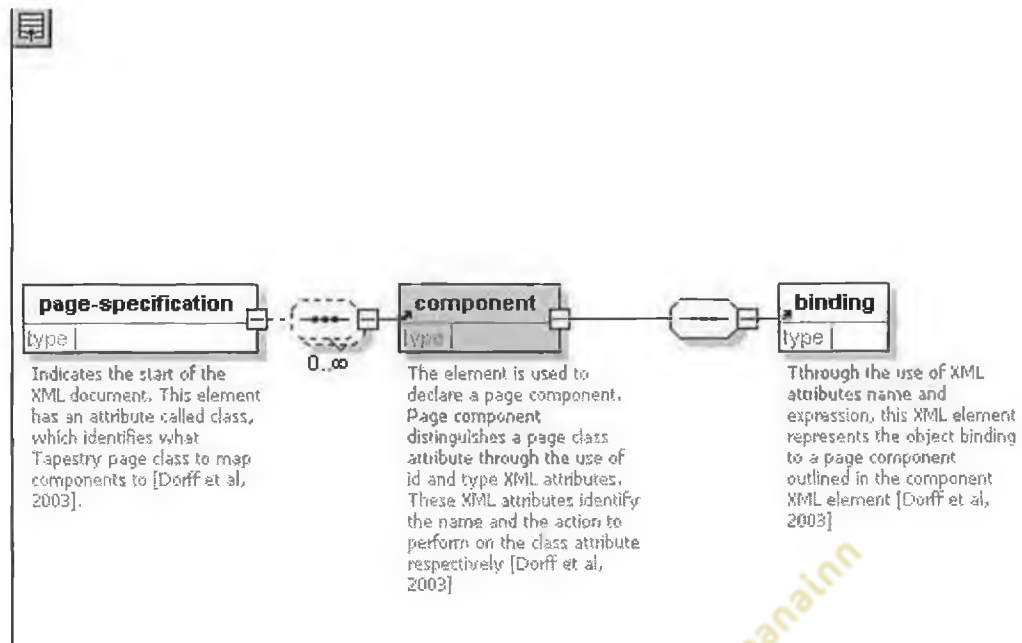 page-specification
type
Indicates the start of the
XML document. This element
has an attribute called class,
which identifies what
Tapestry page class to map
components to [Dorff et al,
2003].
0..∞
component
type
The element is used to
declare a page component.
Page component
distinguishes a page class
attribute through the use of
id and type XML attributes.
These XML attributes identify
the name and the action to
perform on the class attribute
respectively [Dorff et al,
2003]
binding
type
Tthrough the use of XML
attributes name and
expression, this XML element
represents the object binding
to a page component
outlined in the component
XML element [Dorff et al,
2003]